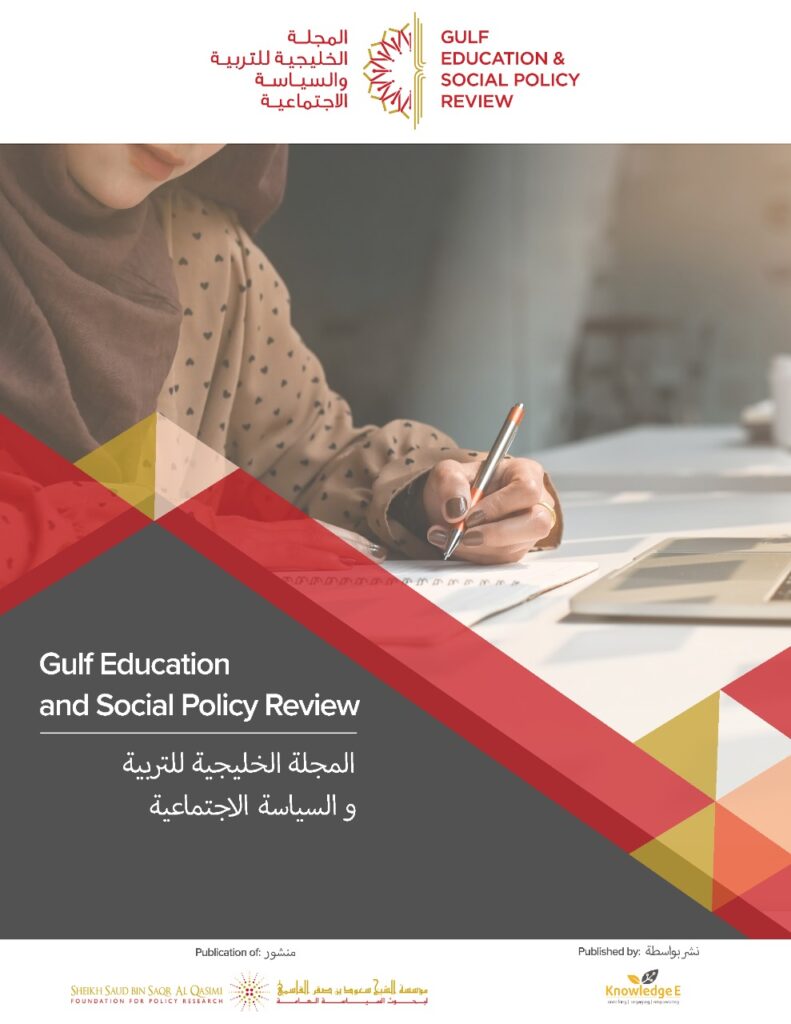 المجلة
الخليجية للتربية
والسياسة
الاجتماعية
GULF
EDUCATION &
SOCIAL POLICY
REVIEW
Gulf Education
and Social Policy Review
المجلة الخليجية للتربية
و السياسة الاجتماعية
Publication of: منشور
SHEIKH SAUD BIN SAQR AL QASIMI
FOUNDATION FOR POLICY RESEARCH
مؤسسة الشيخ سعود بن صقر القاسمي
لبحوث السياسة العامة
Published by: نشر بواسطة
Knowledge E